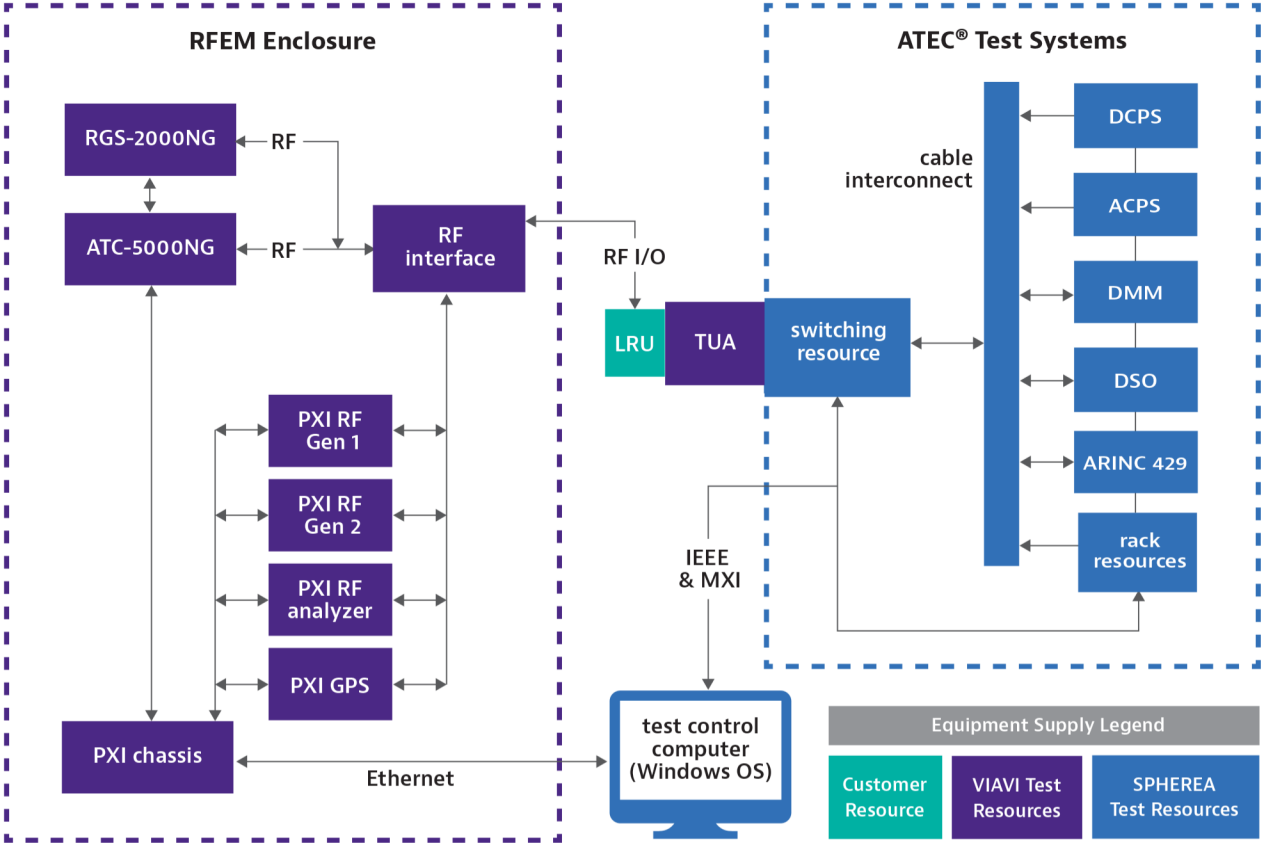 RFEM Enclosure
RGS-2000NG
RF
ATC-5000NG
RF
RF
interface
PXI RF
Gen 1
PXI RF
Gen 2
PXI RF
analyzer
PXI GPS
PXI chassis
Ethernet
RF I/O
LRU
TUA
IEEE
& MXI
test control
computer
(Windows OS)
ATEC® Test Systems
switching
resource
cable
interconnect
DCPS
ACPS
DMM
DSO
ARINC 429
rack
resources
Equipment Supply Legend
Customer
Resource
VIAVI Test
Resources
SPHEREA
Test Resources